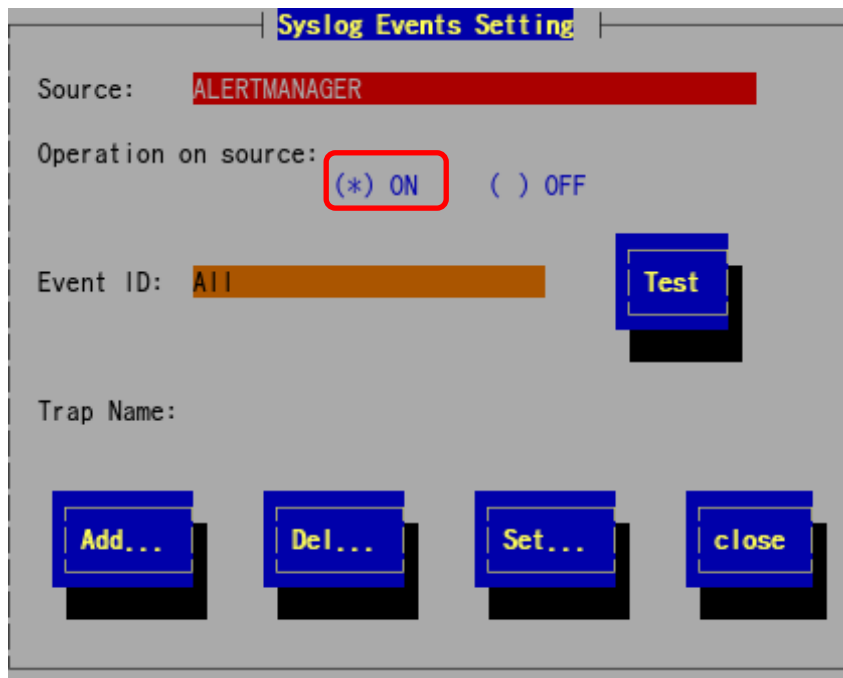 Syslog Events Setting
Source: ALERTMANAGER
Operation on source:
(*) ON ( ) OFF
Event ID: All Test
Trap Name:
Add... Del... Set... close